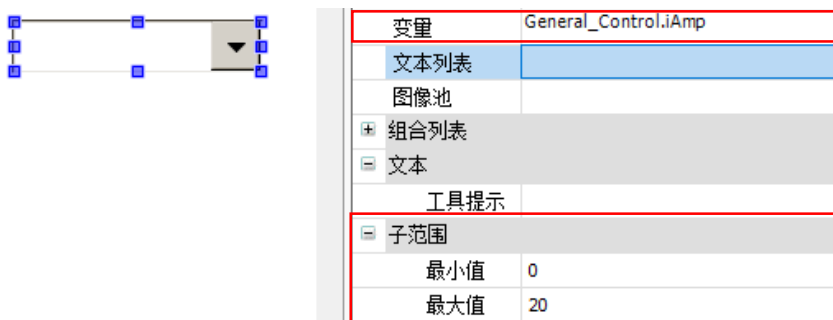 变量 General_Control.iAmp
文本列表
图像池
组合列表
文本
工具提示
子范围
最小值 0
最大值 20